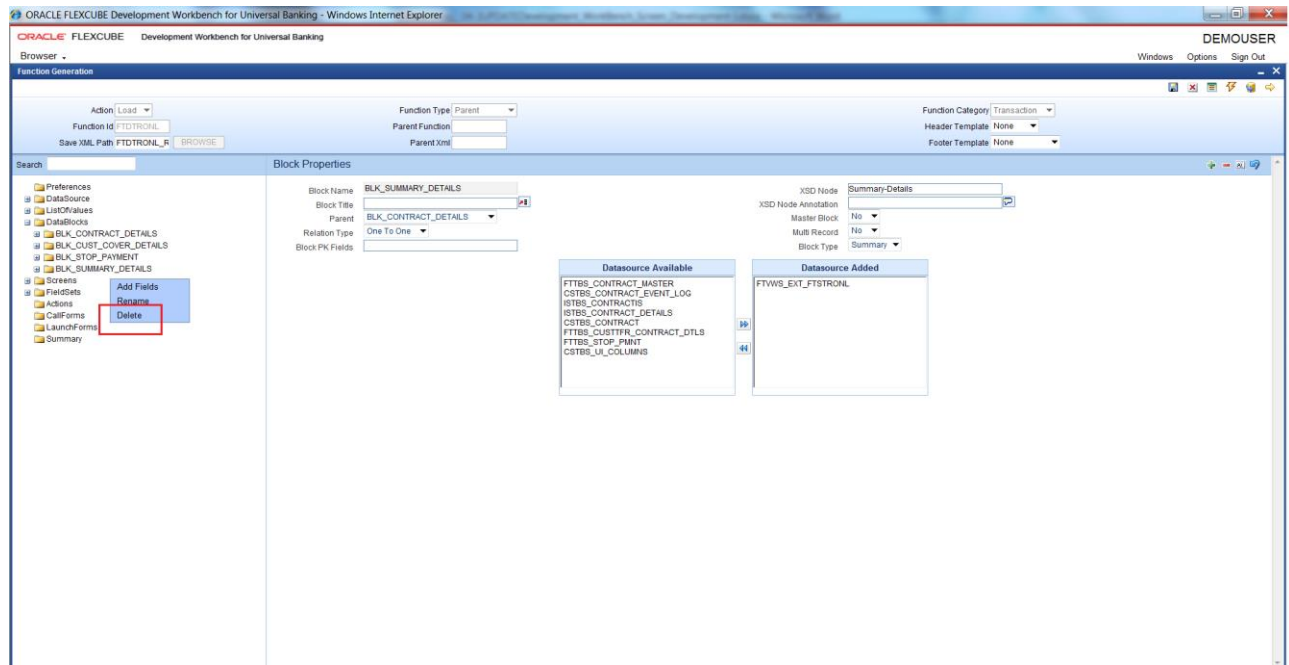 ORACLE FLEXCUBE Development Workbench for Universal Banking - Windows Internet Explorer
ORACLE FLEXCUBE Development Workbench for Universal Banking DEMOUSER
Browser Windows Options Sign Out
Function Generation
Action Load Function Type Parent Function Category Transaction
Function Id FTDTRONL Parent Function Header Template None
Save XML Path FTDTRONL_R BROWSE Parent Xml Footer Template None
Search
Preferences
DataSource
ListOfValues
DataBlocks
BLK_CONTRACT_DETAILS
BLK_CUST_COVER_DETAILS
BLK_STOP_PAYMENT
BLK_SUMMARY_DETAILS
Screens
FieldSets
Actions
CallForms
LaunchForms
Summary
Add Fields
Rename
Delete
Block Properties
Block Name BLK_SUMMARY_DETAILS XSD Node Summary-Details
Block Title XSD Node Annotation
Parent BLK_CONTRACT_DETAILS Master Block No
Relation Type One To One Multi Record No
Block PK Fields Block Type Summary
Datasource Available Datasource Added
FTTBS_CONTRACT_MASTER FTVWS_EXT_FTSTRONL
CSTBS_CONTRACT_EVENT_LOG
ISTBS_CONTRACTIS
ISTBS_CONTRACT_DETAILS
CSTBS_CONTRACT
FTTBS_CUSTTFR_CONTRACT_DTLS
FTTBS_STOP_PMNT
CSTBS_UI_COLUMNS